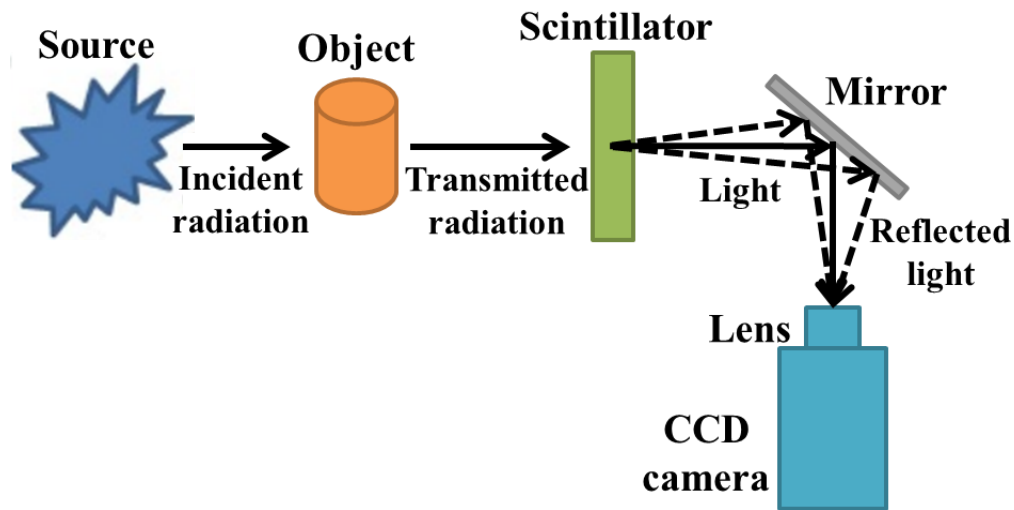 Source
Object
Scintillator
Mirror
Incident
radiation
Transmitted
radiation
Light
Reflected
light
Lens
CCD
camera